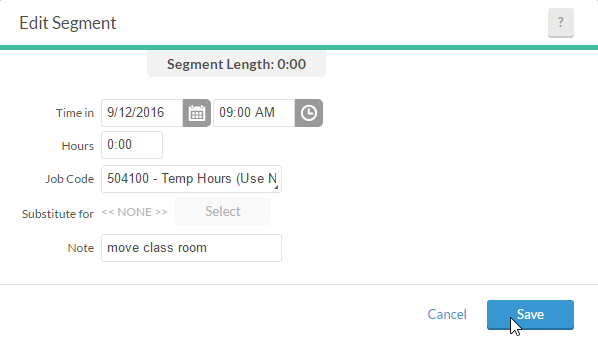 Edit Segment
?
Segment Length: 0:00
Time in 9/12/2016 09:00 AM
Hours 0:00
Job Code 504100 - Temp Hours (Use N
Substitute for << NONE >> Select
Note move class room
Cancel Save